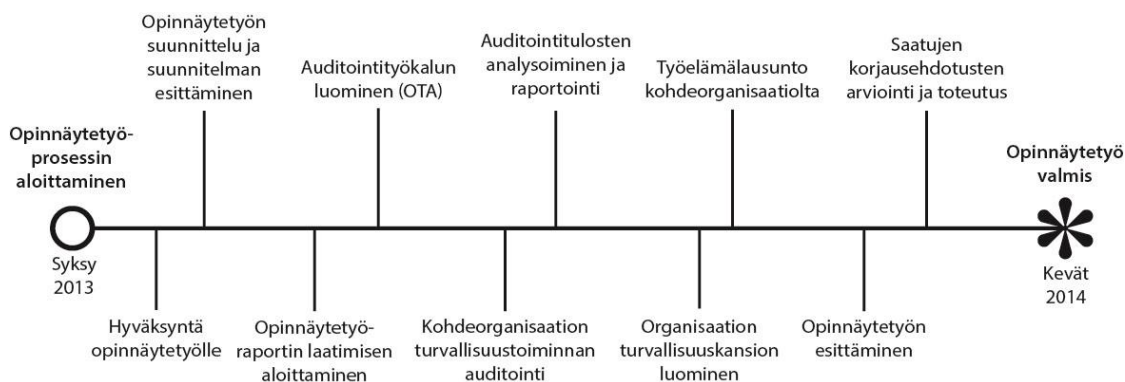 Opinnäytetyö-
prosessin
aloittaminen
Syksy
2013
Hyväksyntä
opinnäytetyölle
Opinnäytetyön
suunnittelu ja
suunnitelman
esittäminen
Opinnäytetyö-
raportin laatimisen
aloittaminen
Auditointityökalun
luominen (OTA)
Kohdeorganisaation
turvallisuustoiminnan
auditointi
Auditointitulosten
analysoiminen ja
raportointi
Organisaation
turvallisuuskansion
luominen
Työelämälausunto
kohdeorganisaatiolta
Opinnäytetyön
esittäminen
Saatujen
korjausehdotusten
arviointi ja toteutus
Opinnäytetyö
valmis
Kevät
2014